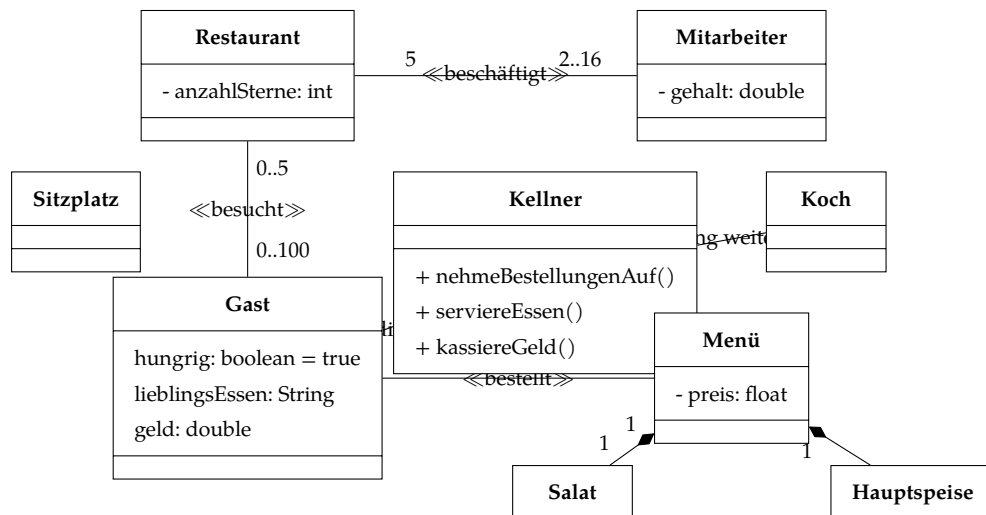 Restaurant
- anzahlSterne: int
5
≪beschäftigt≫
2..16
Mitarbeiter
- gehalt: double
0..5
≪besucht≫
0..100
Sitzplatz
Kellner
+ nehmeBestellungenAuf()
+ serviereEssen()
+ kassiereGeld()
Koch
Gast
hungrig: boolean = true
lieblingsEssen: String
geld: double
≪bestellt≫
Menü
- preis: float
1
1
1
Salat
Hauptspeise